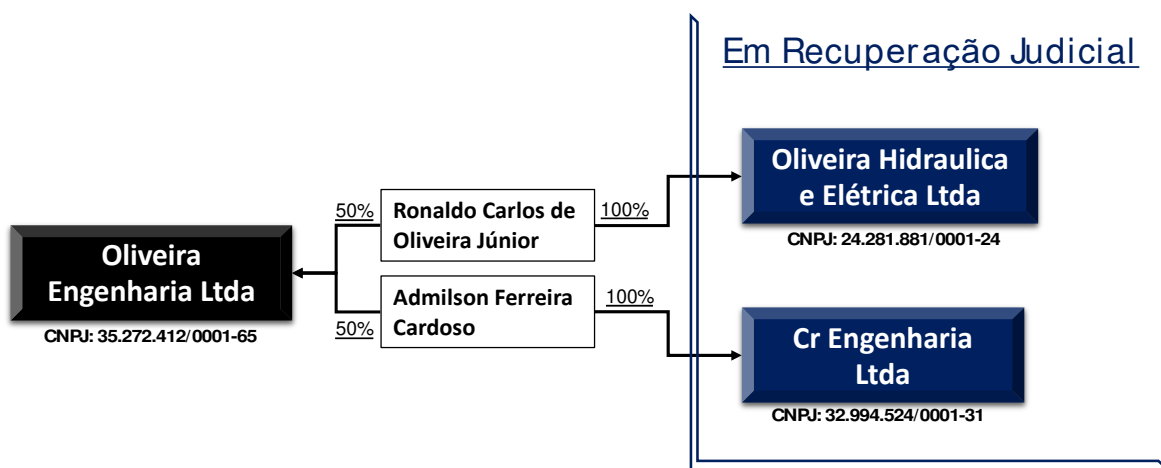 Em Recuperação Judicial
Oliveira Hidraulica
e Elétrica Ltda
CNPJ: 24.281.881/0001-24
50%
Ronaldo Carlos de
Oliveira Júnior
100%
Oliveira
Engenharia Ltda
CNPJ: 35.272.412/0001-65
50%
Admilson Ferreira
Cardoso
100%
Cr Engenharia
Ltda
CNPJ: 32.994.524/0001-31